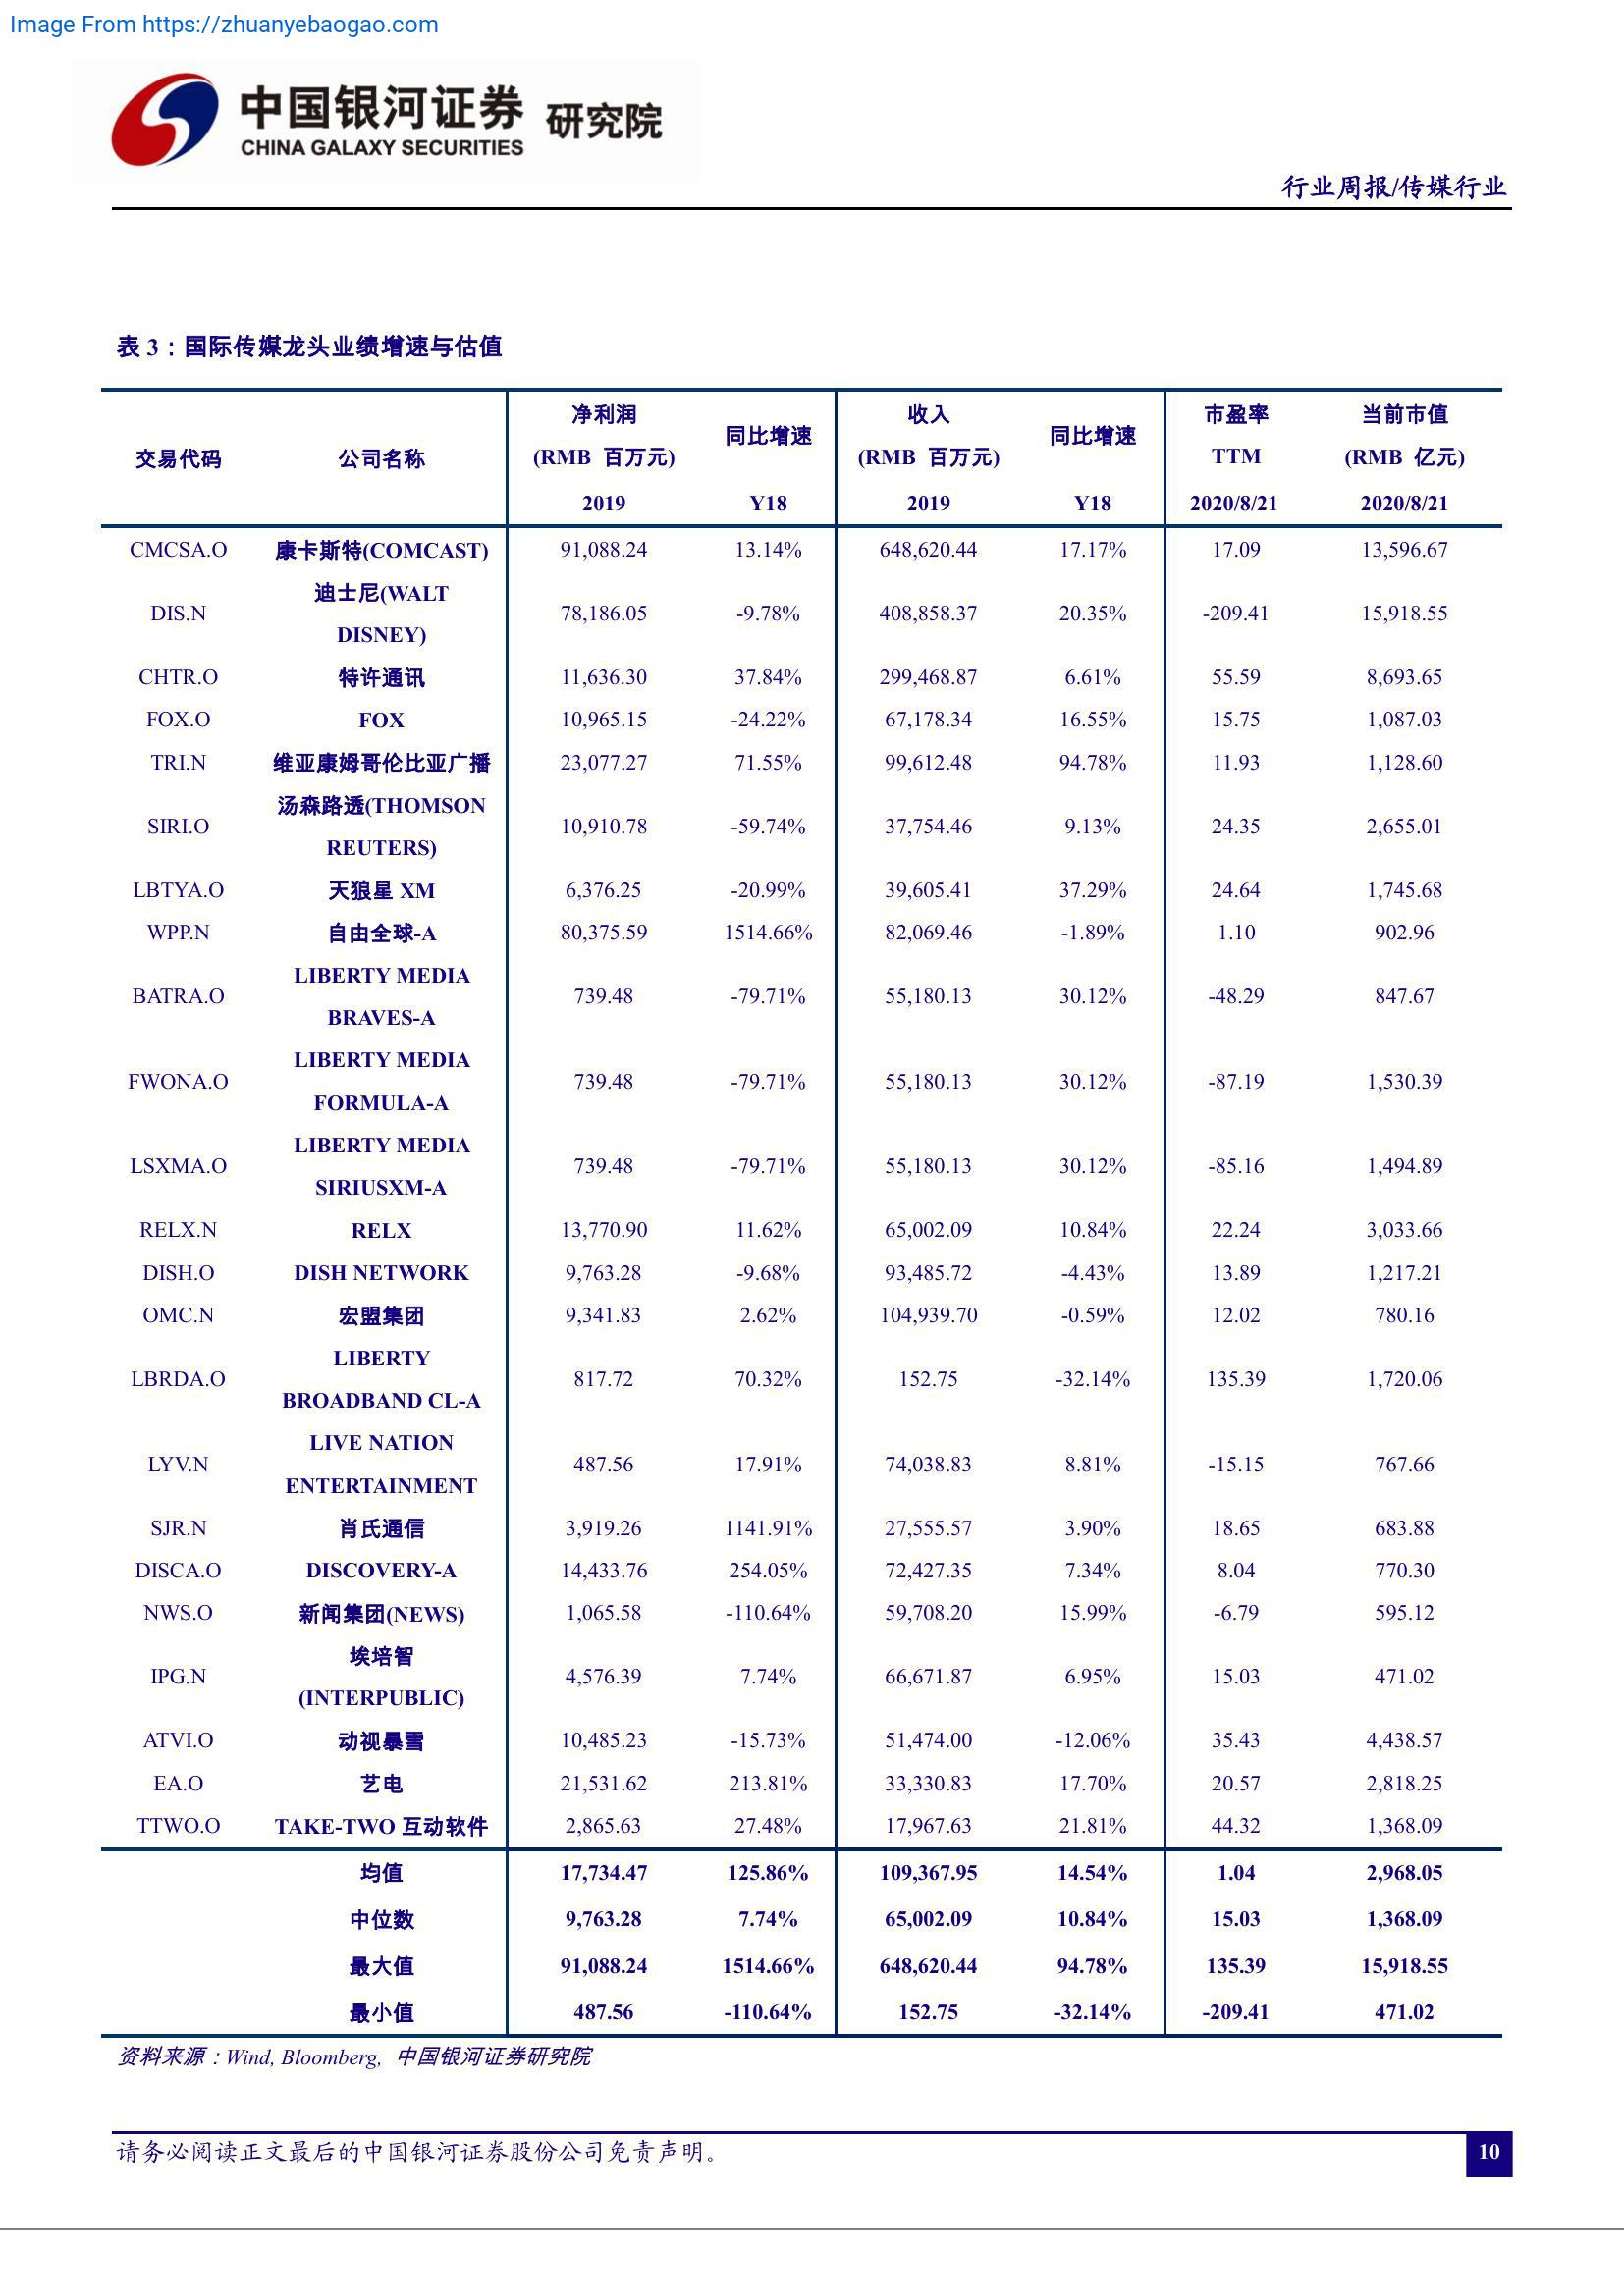 Image From https://zhuanyebaogao.com
中国银河证券 研究院
CHINA GALAXY SECURITIES
行业周报/传媒行业
表 3：国际传媒龙头业绩增速与估值
交易代码 公司名称 净利润 (RMB 百万元) 2019 同比增速 Y18 收入 (RMB 百万元) 2019 同比增速 Y18 市盈率 TTM 2020/8/21 当前市值 (RMB 亿元) 2020/8/21
CMCSA.O 康卡斯特(COMCAST) 91,088.24 13.14% 648,620.44 17.17% 17.09 13,596.67
DIS.N 迪士尼(WALT DISNEY) 78,186.05 -9.78% 408,858.37 20.35% -209.41 15,918.55
CHTR.O 特许通讯 11,636.30 37.84% 299,468.87 6.61% 55.59 8,693.65
FOX.O FOX 10,965.15 -24.22% 67,178.34 16.55% 15.75 1,087.03
TRI.N 维亚康姆哥伦比亚广播 23,077.27 71.55% 99,612.48 94.78% 11.93 1,128.60
SIRI.O 汤森路透(THOMSON REUTERS) 10,910.78 -59.74% 37,754.46 9.13% 24.35 2,655.01
LBTYA.O 天狼星 XM 6,376.25 -20.99% 39,605.41 37.29% 24.64 1,745.68
WPP.N 自由全球-A 80,375.59 1514.66% 82,069.46 -1.89% 1.10 902.96
BATRA.O LIBERTY MEDIA BRAVES-A 739.48 -79.71% 55,180.13 30.12% -48.29 847.67
FWONA.O LIBERTY MEDIA FORMULA-A 739.48 -79.71% 55,180.13 30.12% -87.19 1,530.39
LSXMA.O LIBERTY MEDIA SIRIUSXM-A 739.48 -79.71% 55,180.13 30.12% -85.16 1,494.89
RELX.N RELX 13,770.90 11.62% 65,002.09 10.84% 22.24 3,033.66
DISH.O DISH NETWORK 9,763.28 -9.68% 93,485.72 -4.43% 13.89 1,217.21
OMC.N 宏盟集团 9,341.83 2.62% 104,939.70 -0.59% 12.02 780.16
LBRDA.O LIBERTY BROADBAND CL-A 817.72 70.32% 152.75 -32.14% 135.39 1,720.06
LYV.N LIVE NATION ENTERTAINMENT 487.56 17.91% 74,038.83 8.81% -15.15 767.66
SJR.N 肖氏通信 3,919.26 1141.91% 27,555.57 3.90% 18.65 683.88
DISCA.O DISCOVERY-A 14,433.76 254.05% 72,427.35 7.34% 8.04 770.30
NWS.O 新闻集团(NEWS) 1,065.58 -110.64% 59,708.20 15.99% -6.79 595.12
IPG.N 埃培智(INTERPUBLIC) 4,576.39 7.74% 66,671.87 6.95% 15.03 471.02
ATVI.O 动视暴雪 10,485.23 -15.73% 51,474.00 -12.06% 35.43 4,438.57
EA.O 艺电 21,531.62 213.81% 33,330.83 17.70% 20.57 2,818.25
TTWO.O TAKE-TWO 互动软件 2,865.63 27.48% 17,967.63 21.81% 44.32 1,368.09
均值 17,734.47 125.86% 109,367.95 14.54% 1.04 2,968.05
中位数 9,763.28 7.74% 65,002.09 10.84% 15.03 1,368.09
最大值 91,088.24 1514.66% 648,620.44 94.78% 135.39 15,918.55
最小值 487.56 -110.64% 152.75 -32.14% -209.41 471.02
资料来源：Wind, Bloomberg, 中国银河证券研究院
请务必阅读正文最后的中国银河证券股份公司免责声明。
10